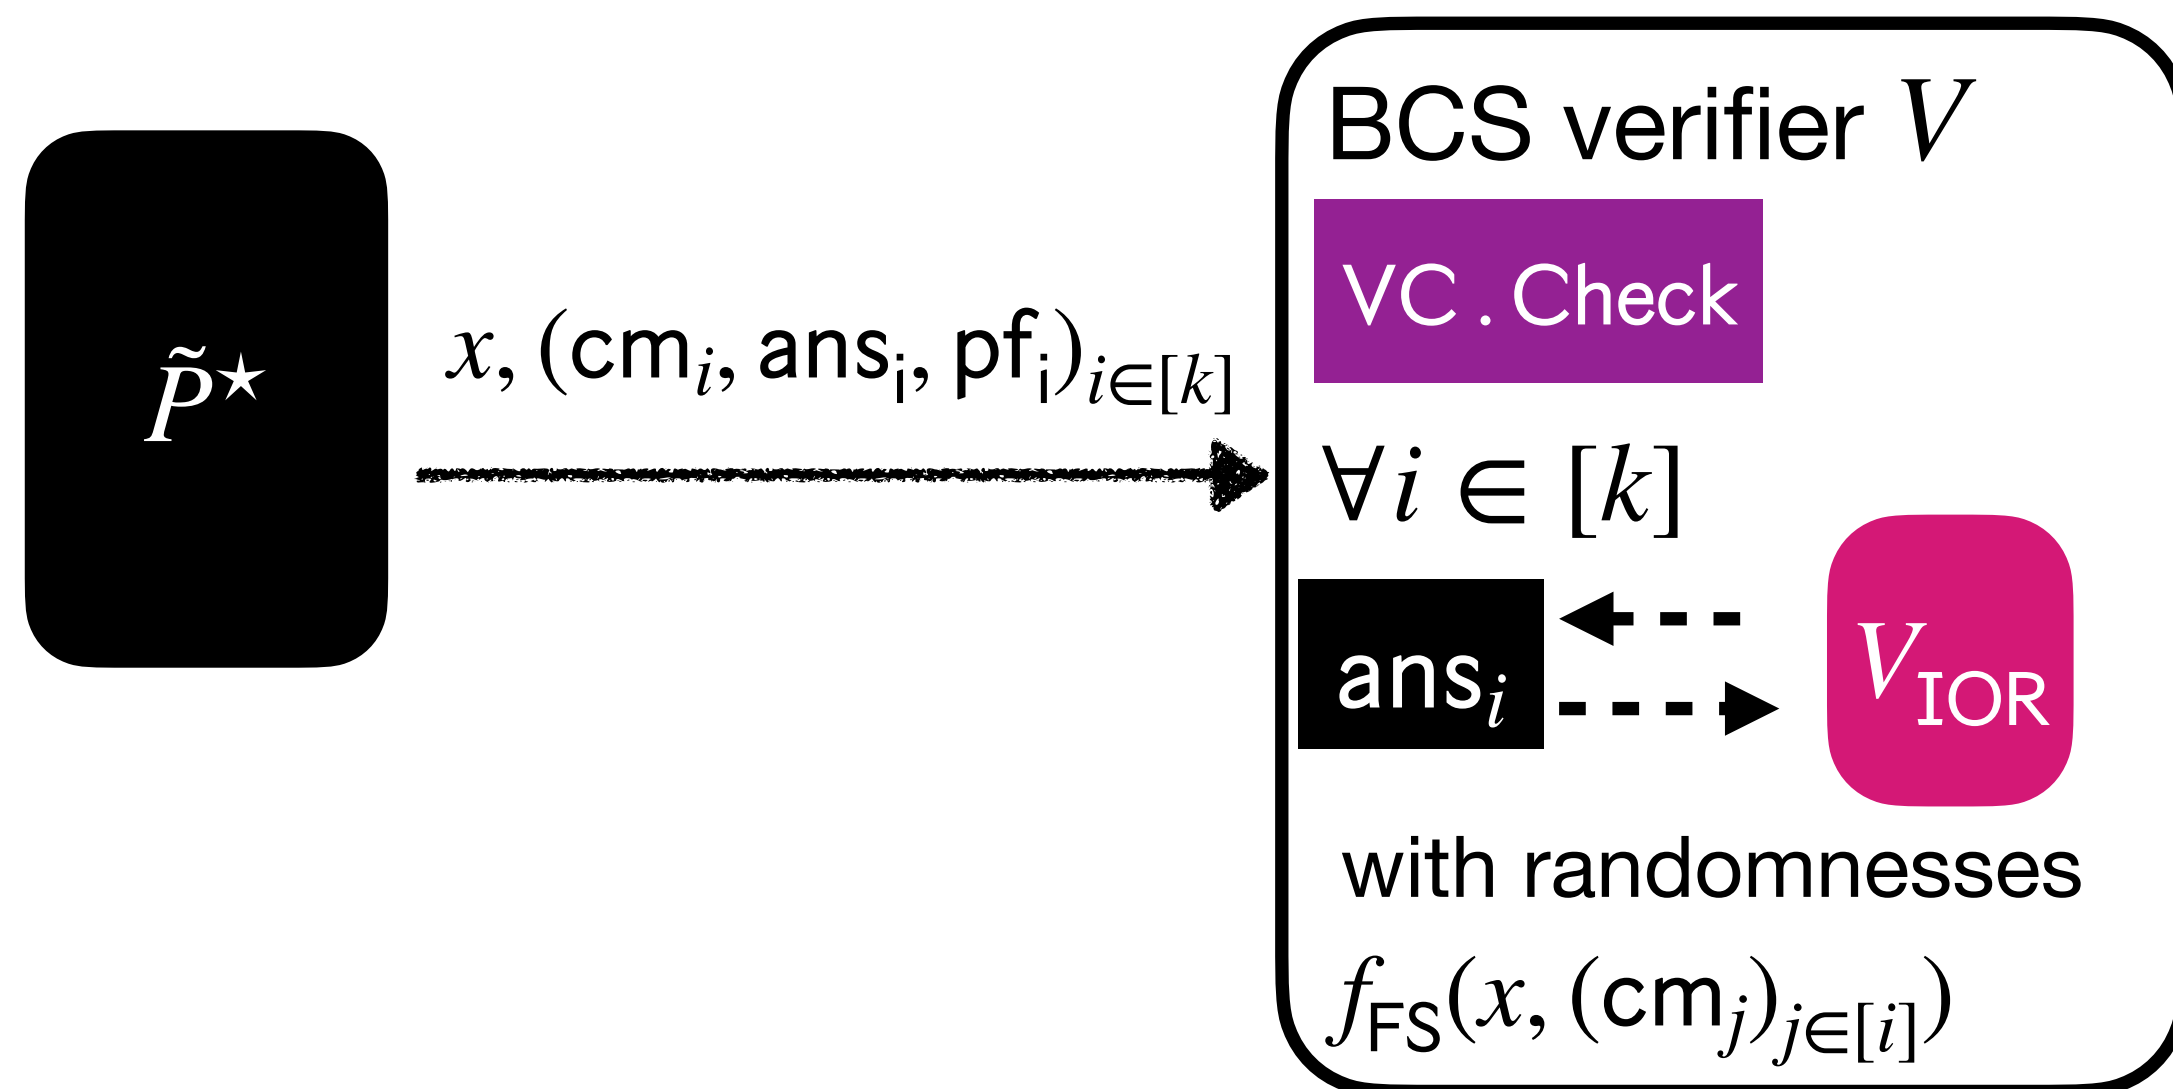 P̃⋆
x, (cm_i, ans_i, pf_i)_{i∈[k]}
BCS verifier V
VC.Check
∀i ∈ [k]
ans_i
V_IOR
with randomnesses
f_FS(x, (cm_j)_{j∈[i]})